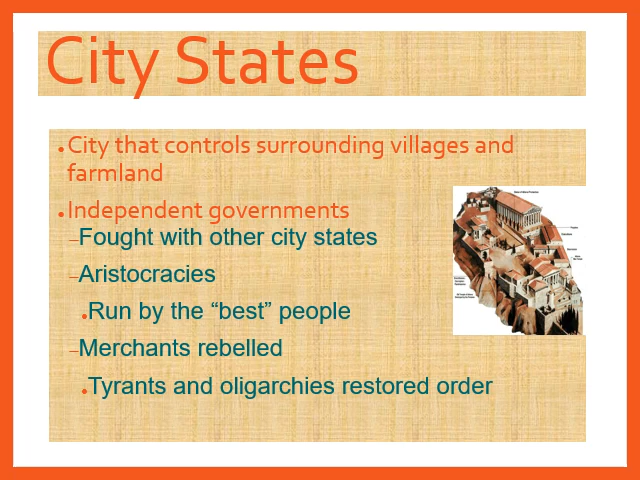 City States
•City that controls surrounding villages and
farmland
•Independent governments
–Fought with other city states
–Aristocracies
•Run by the “best” people
–Merchants rebelled
•Tyrants and oligarchies restored order